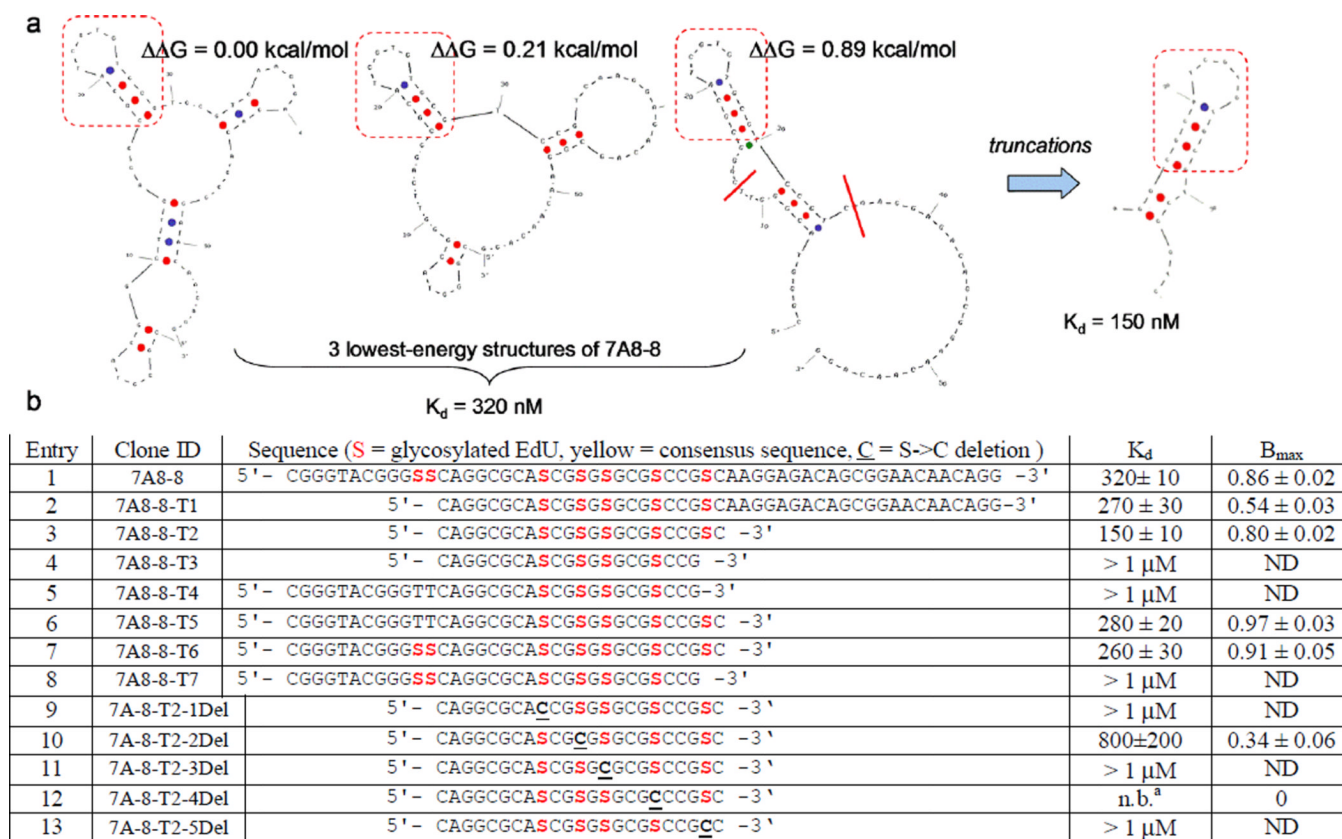 a
ΔΔG = 0.00 kcal/mol
ΔΔG = 0.21 kcal/mol
ΔΔG = 0.89 kcal/mol
truncations
K_d = 150 nM
3 lowest-energy structures of 7A8-8
K_d = 320 nM
b
Entry Clone ID Sequence (S = glycosylated EdU, yellow = consensus sequence, C = S->C deletion ) K_d B_max
1 7A8-8 5'- CGGGTACGGGSSCAGGCGCASCGSGSGCGSCCGSCAAGGAGACAGCGGAACAACAGG -3' 320± 10 0.86 ± 0.02
2 7A8-8-T1 5'- CAGGCGCASCGSGSGCGSCCGSCAAGGAGACAGCGGAACAACAGG-3' 270 ± 30 0.54 ± 0.03
3 7A8-8-T2 5'- CAGGCGCASCGSGSGCGSCCGSC -3' 150 ± 10 0.80 ± 0.02
4 7A8-8-T3 5'- CAGGCGCASCGSGSGCGSCCG -3' > 1 μM ND
5 7A8-8-T4 5'- CGGGTACGGGTTCAGGCGCASCGSGSGCGSCCG-3' > 1 μM ND
6 7A8-8-T5 5'- CGGGTACGGGTTCAGGCGCASCGSGSGCGSCCGSC -3' 280 ± 20 0.97 ± 0.03
7 7A8-8-T6 5'- CGGGTACGGGSSCAGGCGCASCGSGSGCGSCCGSC -3' 260 ± 30 0.91 ± 0.05
8 7A8-8-T7 5'- CGGGTACGGGSSCAGGCGCASCGSGSGCGSCCG -3' > 1 μM ND
9 7A-8-T2-1Del 5'- CAGGCGCACCGSGSGCGSCCGSC -3‘ > 1 μM ND
10 7A-8-T2-2Del 5'- CAGGCGCASCGCGSGCGSCCGSC -3‘ 800±200 0.34 ± 0.06
11 7A-8-T2-3Del 5'- CAGGCGCASCGSGCGCGSCCGSC -3‘ > 1 μM ND
12 7A-8-T2-4Del 5'- CAGGCGCASCGSGSGCGCCCGSC -3‘ n.b.ᵃ 0
13 7A-8-T2-5Del 5'- CAGGCGCASCGSGSGCGSCCGCC -3‘ > 1 μM ND